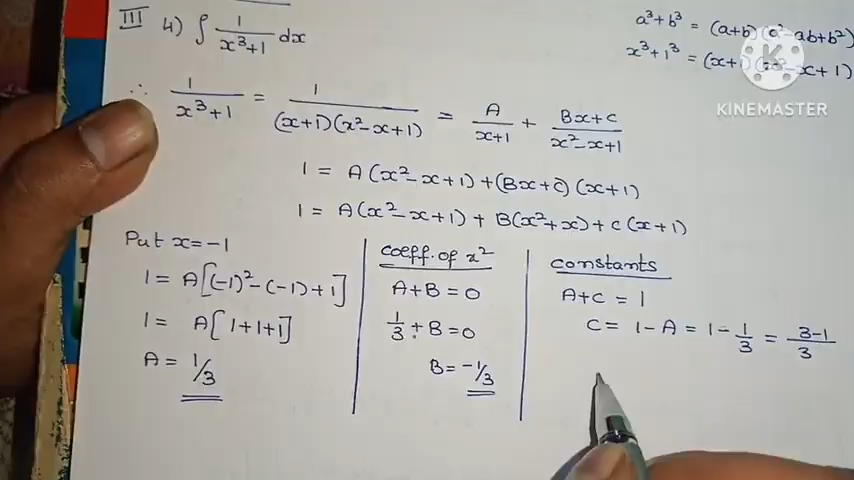 III 4) ∫ 1/(x³+1) dx
a³+b³ = (a+b)(a²-ab+b²)
x³+1³ = (x+1)(x²-x+1)
KINEMASTER
∴ 1/(x³+1) = 1/((x+1)(x²-x+1)) = A/(x+1) + (Bx+C)/(x²-x+1)
1 = A(x²-x+1)+(Bx+C)(x+1)
1 = A(x²-x+1) + B(x²+x)+C(x+1)
Put x=-1
1 = A[(-1)²-(-1)+1]
1 = A[1+1+1]
A = 1/3
coeff. of x²
A+B = 0
1/3 + B = 0
B = -1/3
constants
A+C = 1
C = 1-A = 1-1/3 = (3-1)/3